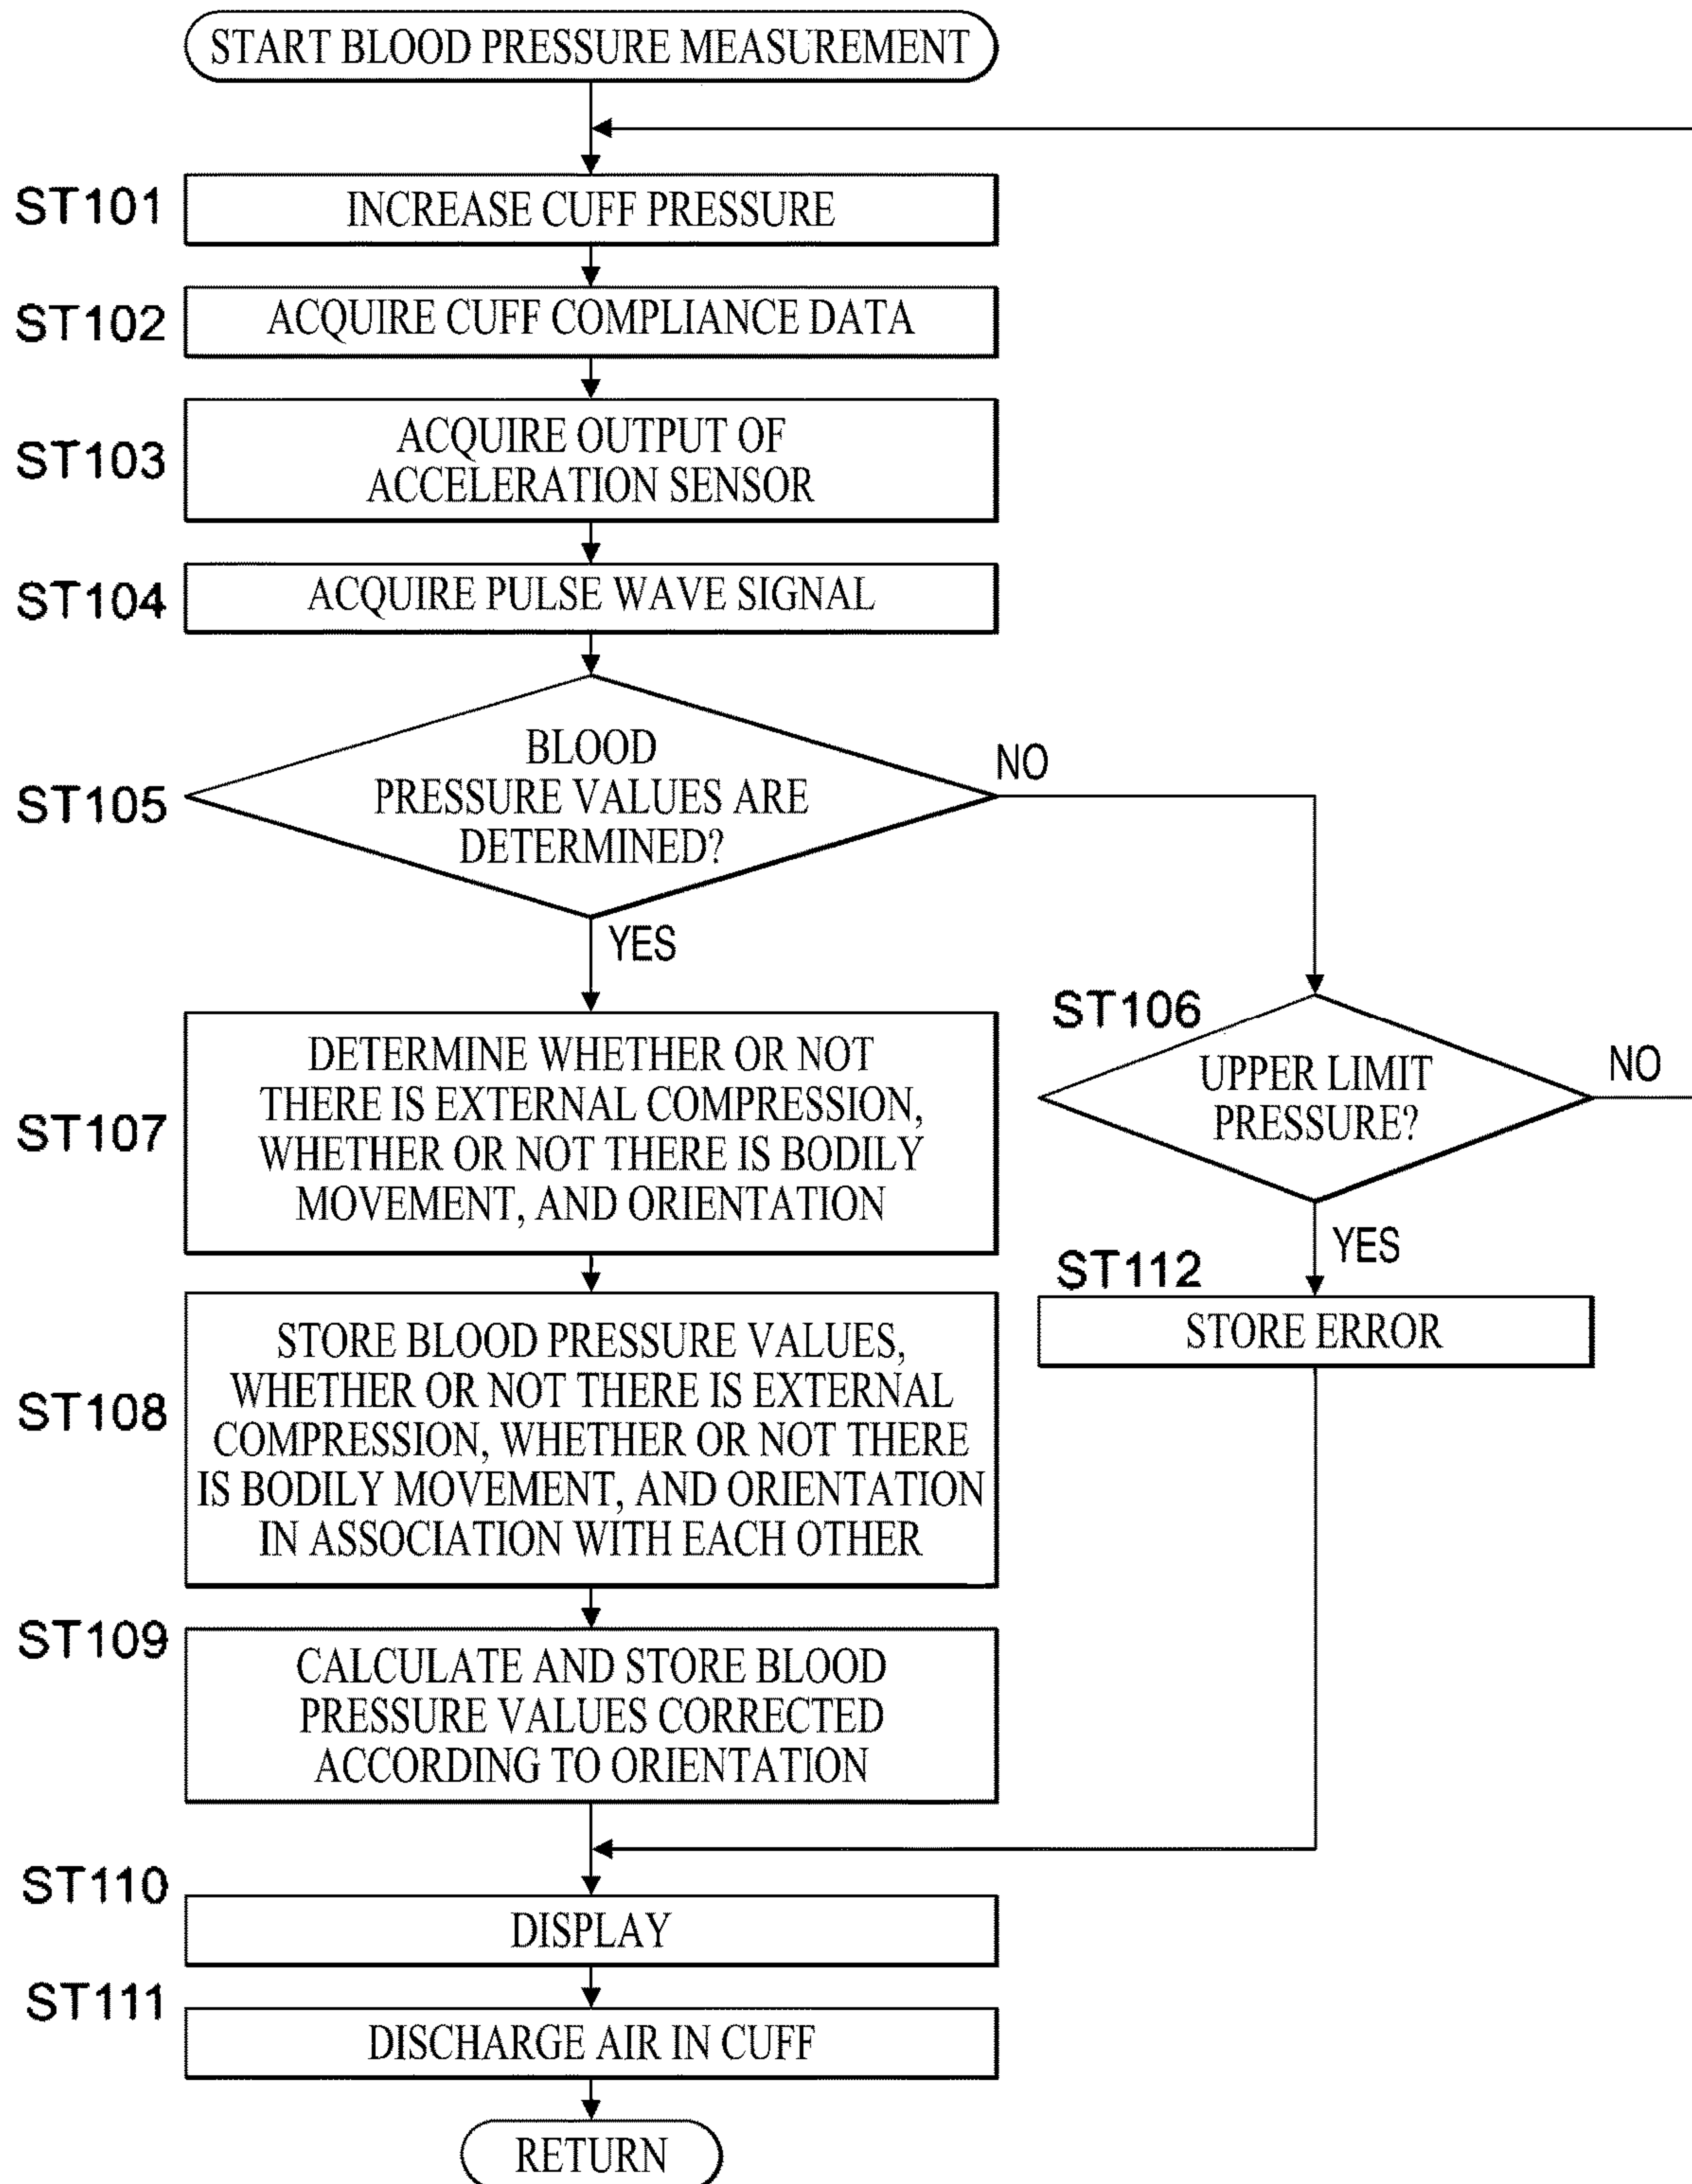 START BLOOD PRESSURE MEASUREMENT
ST101
INCREASE CUFF PRESSURE
ST102
ACQUIRE CUFF COMPLIANCE DATA
ST103
ACQUIRE OUTPUT OF
ACCELERATION SENSOR
ST104
ACQUIRE PULSE WAVE SIGNAL
ST105
BLOOD
PRESSURE VALUES ARE
DETERMINED?
NO
YES
ST106
UPPER LIMIT
PRESSURE?
NO
YES
ST107
DETERMINE WHETHER OR NOT
THERE IS EXTERNAL COMPRESSION,
WHETHER OR NOT THERE IS BODILY
MOVEMENT, AND ORIENTATION
ST112
STORE ERROR
ST108
STORE BLOOD PRESSURE VALUES,
WHETHER OR NOT THERE IS EXTERNAL
COMPRESSION, WHETHER OR NOT THERE
IS BODILY MOVEMENT, AND ORIENTATION
IN ASSOCIATION WITH EACH OTHER
ST109
CALCULATE AND STORE BLOOD
PRESSURE VALUES CORRECTED
ACCORDING TO ORIENTATION
ST110
DISPLAY
ST111
DISCHARGE AIR IN CUFF
RETURN